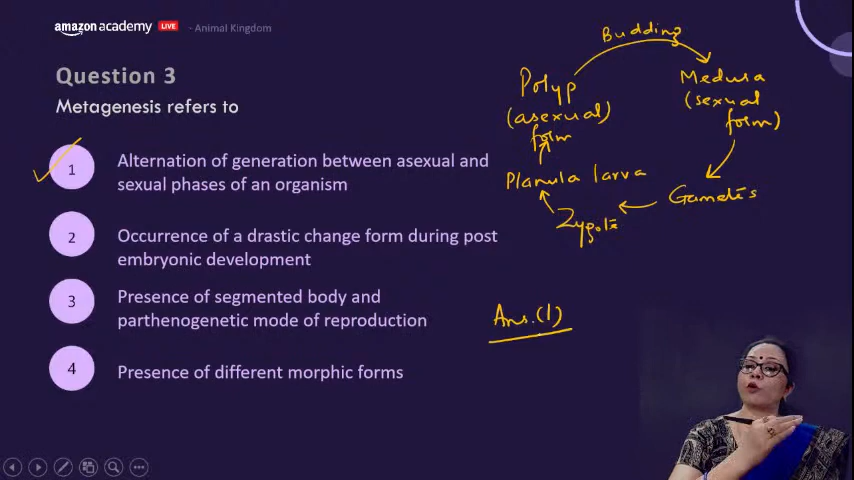 amazon academy LIVE - Animal Kingdom
Question 3
Metagenesis refers to
1 Alternation of generation between asexual and
sexual phases of an organism
2 Occurrence of a drastic change form during post
embryonic development
3 Presence of segmented body and
parthenogenetic mode of reproduction
4 Presence of different morphic forms
Budding
Polyp
(asexual)
form
Medusa
(sexual
form)
Planula larva
Gametes
Zygote
Ans.(1)